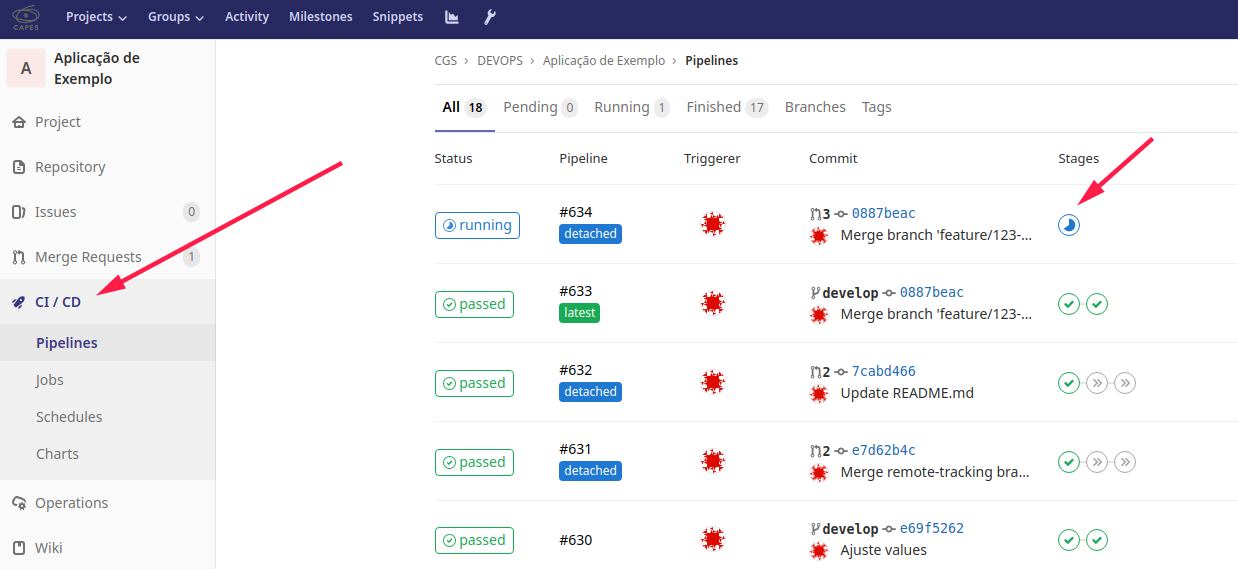 Projects Groups Activity Milestones Snippets
CAPES
A
Aplicação de
Exemplo
Project
Repository
Issues 0
Merge Requests 1
CI / CD
Pipelines
Jobs
Schedules
Charts
Operations
Wiki
CGS › DEVOPS › Aplicação de Exemplo › Pipelines
All 18 Pending 0 Running 1 Finished 17 Branches Tags
Status Pipeline Triggerer Commit Stages
running #634 3 0887beac
detached Merge branch 'feature/123-...
passed #633 develop 0887beac
latest Merge branch 'feature/123-...
passed #632 2 7cabd466
detached Update README.md
passed #631 2 e7d62b4c
detached Merge remote-tracking bra...
passed #630 develop e69f5262
Ajuste values